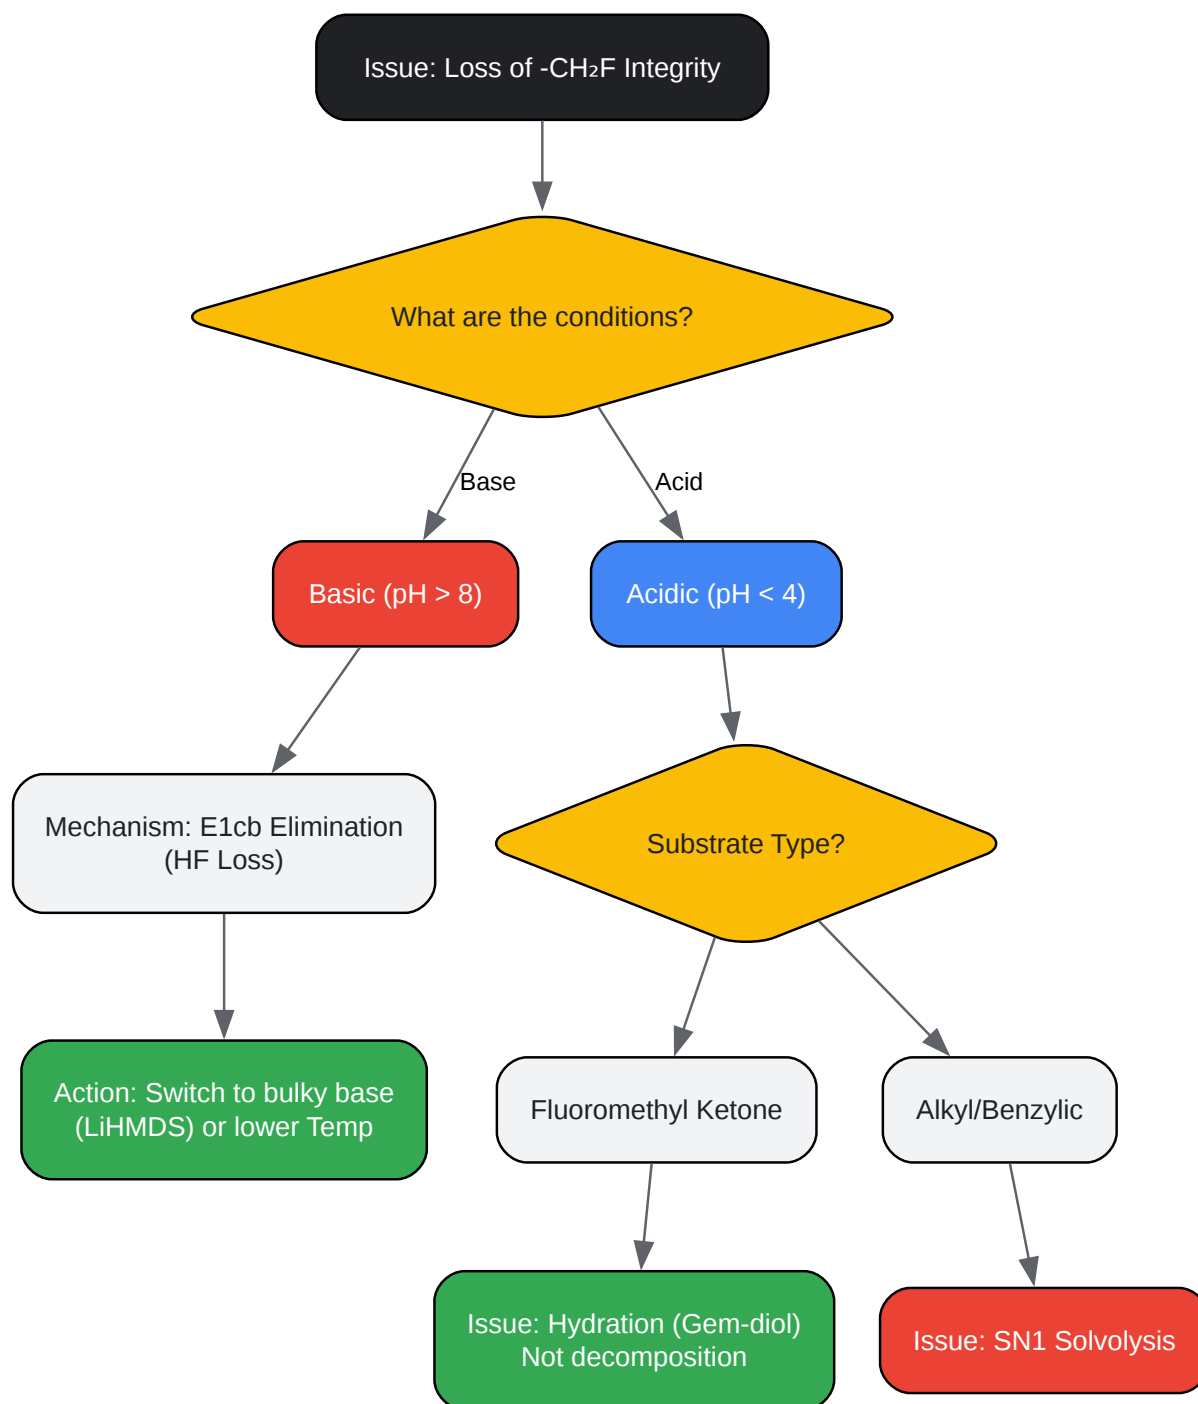 Issue: Loss of -CH₂F Integrity
What are the conditions?
Base
Acid
Basic (pH > 8)
Acidic (pH < 4)
Mechanism: E1cb Elimination
(HF Loss)
Substrate Type?
Action: Switch to bulky base
(LiHMDS) or lower Temp
Fluoromethyl Ketone
Alkyl/Benzylic
Issue: Hydration (Gem-diol)
Not decomposition
Issue: SN1 Solvolysis